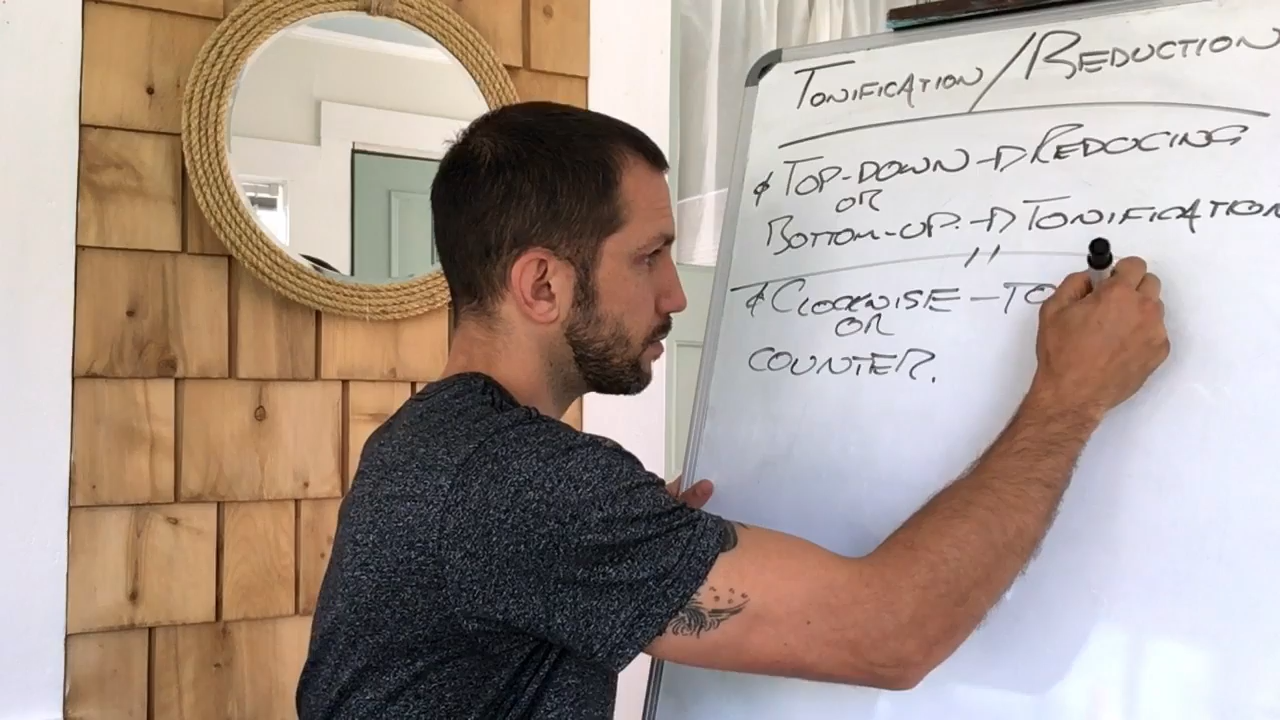 TONIFICATION/REDUCTION
TOP-DOWN → REDUCING
OR
BOTTOM-UP. → TONIFICATION
CLOCKWISE - TO
OR
COUNTER.